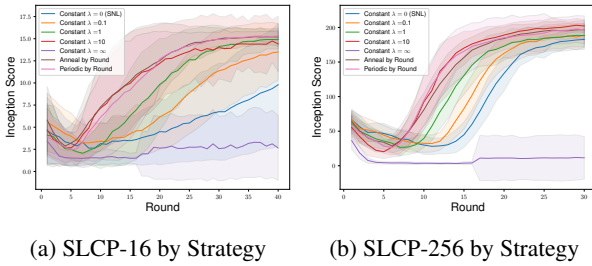 17.5
15.0
12.5
10.0
7.5
5.0
2.5
0.0
Inception Score
Constant λ = 0 (SNL)
Constant λ =0.1
Constant λ =1
Constant λ =10
Constant λ =∞
Anneal by Round
Periodic by Round
0 5 10 15 20 25 30 35 40
Round
200
150
100
50
0
Inception Score
Constant λ = 0 (SNL)
Constant λ =0.1
Constant λ =1
Constant λ =10
Constant λ =∞
Anneal by Round
Periodic by Round
0 5 10 15 20 25 30
Round
(a) SLCP-16 by Strategy
(b) SLCP-256 by Strategy